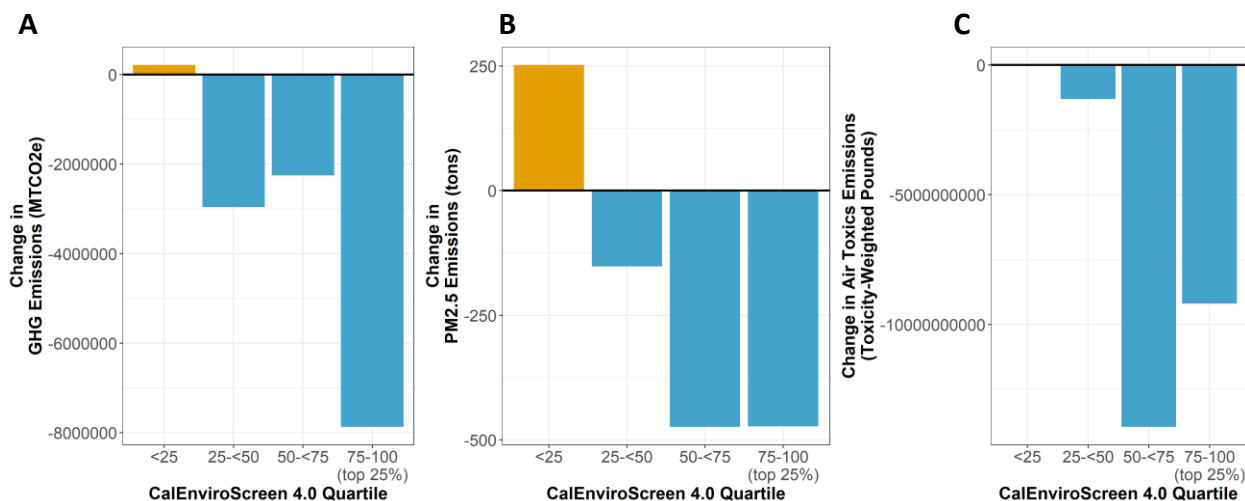 A
Change in
GHG Emissions (MTCO2e)
0
-2000000
-4000000
-6000000
-8000000
<25
25-<50
50-<75
75-100
(top 25%)
CalEnviroScreen 4.0 Quartile
B
Change in
PM2.5 Emissions (tons)
250
0
-250
-500
<25
25-<50
50-<75
75-100
(top 25%)
CalEnviroScreen 4.0 Quartile
C
Change in Air Toxics Emissions
(Toxicity-Weighted Pounds)
0
-5000000000
-10000000000
<25
25-<50
50-<75
75-100
(top 25%)
CalEnviroScreen 4.0 Quartile